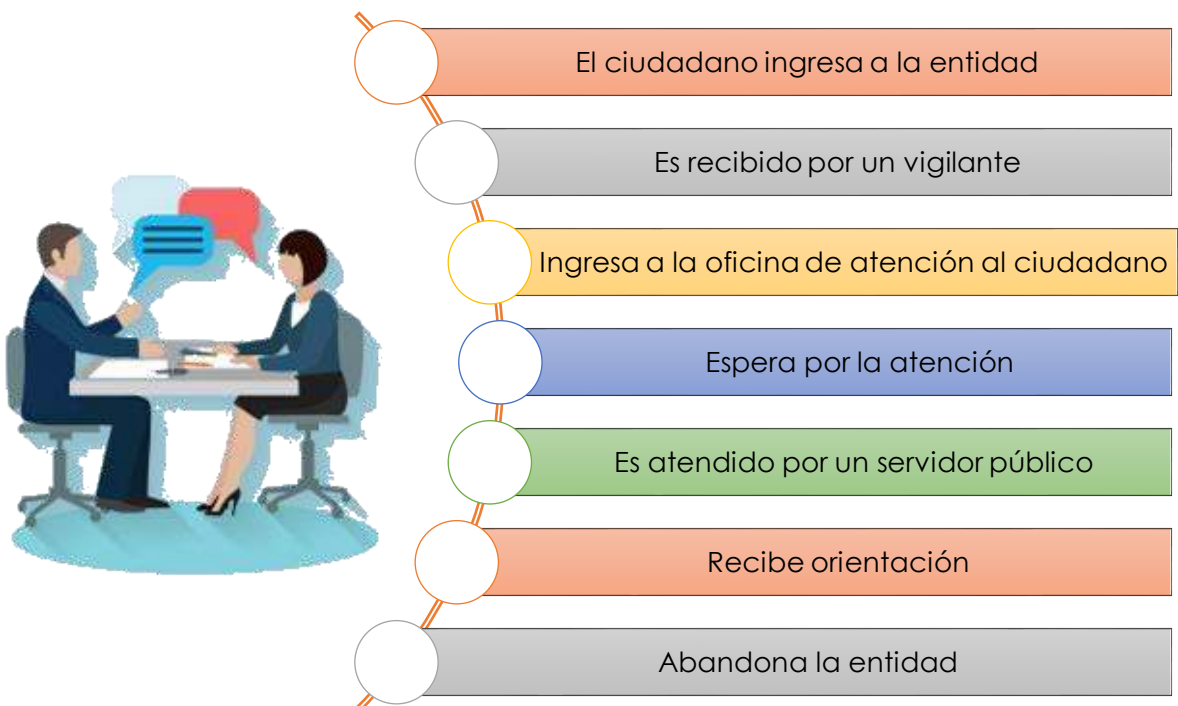 El ciudadano ingresa a la entidad
Es recibido por un vigilante
Ingresa a la oficina de atención al ciudadano
Espera por la atención
Es atendido por un servidor público
Recibe orientación
Abandona la entidad